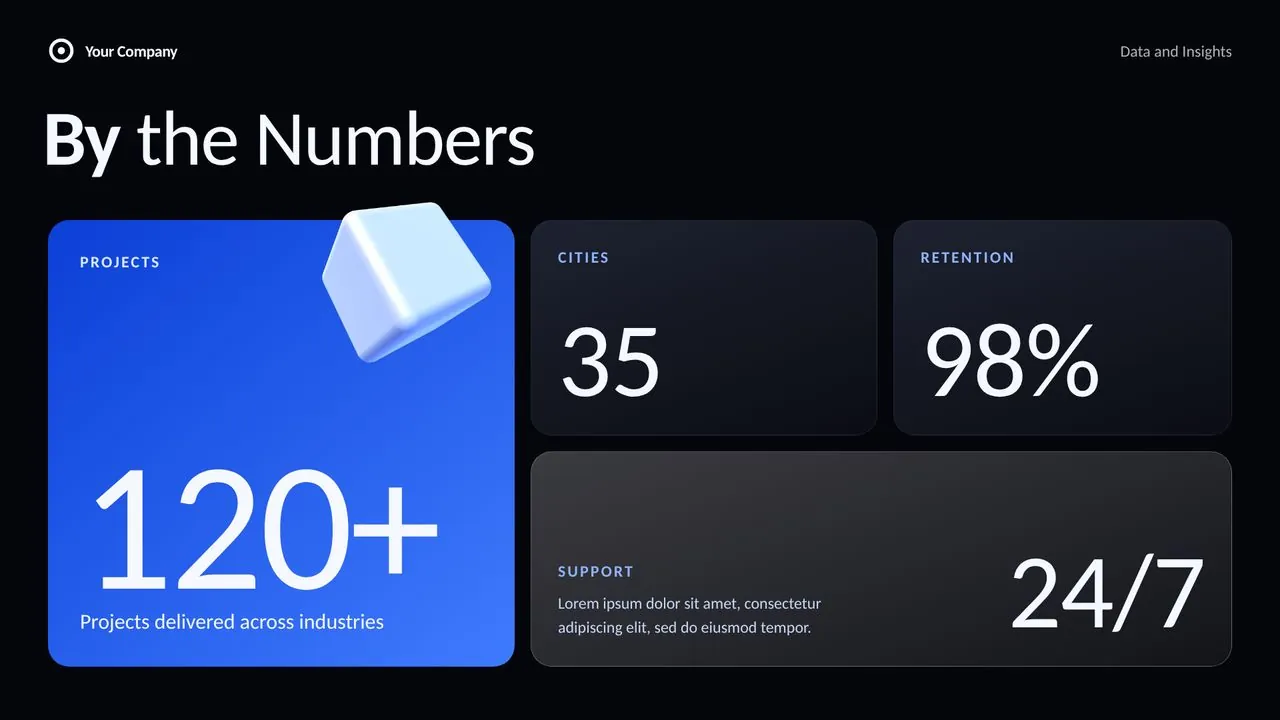 Your Company
Data and Insights
By the Numbers
PROJECTS
120+
Projects delivered across industries
CITIES
35
RETENTION
98%
SUPPORT
Lorem ipsum dolor sit amet, consectetur
adipiscing elit, sed do eiusmod tempor.
24/7